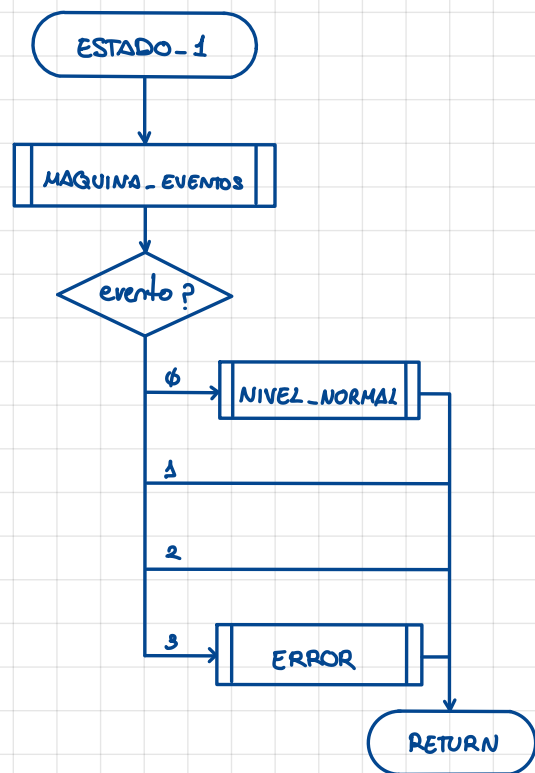 ESTADO_1
MAQUINA_EVENTOS
evento?
0
NIVEL_NORMAL
1
2
3
ERROR
RETURN